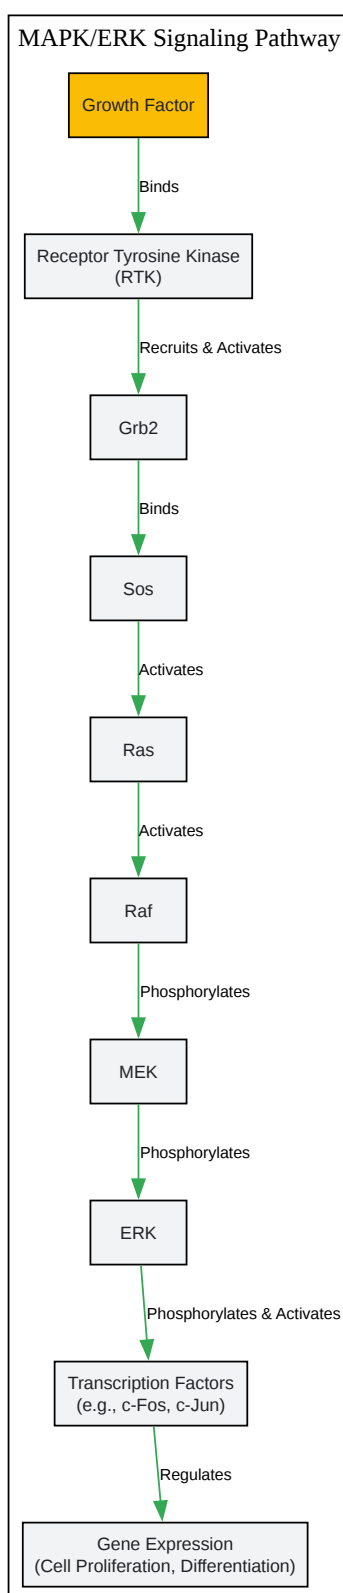 MAPK/ERK Signaling Pathway
Growth Factor
Binds
Receptor Tyrosine Kinase
(RTK)
Recruits & Activates
Grb2
Binds
Sos
Activates
Ras
Activates
Raf
Phosphorylates
MEK
Phosphorylates
ERK
Phosphorylates & Activates
Transcription Factors
(e.g., c-Fos, c-Jun)
Regulates
Gene Expression
(Cell Proliferation, Differentiation)